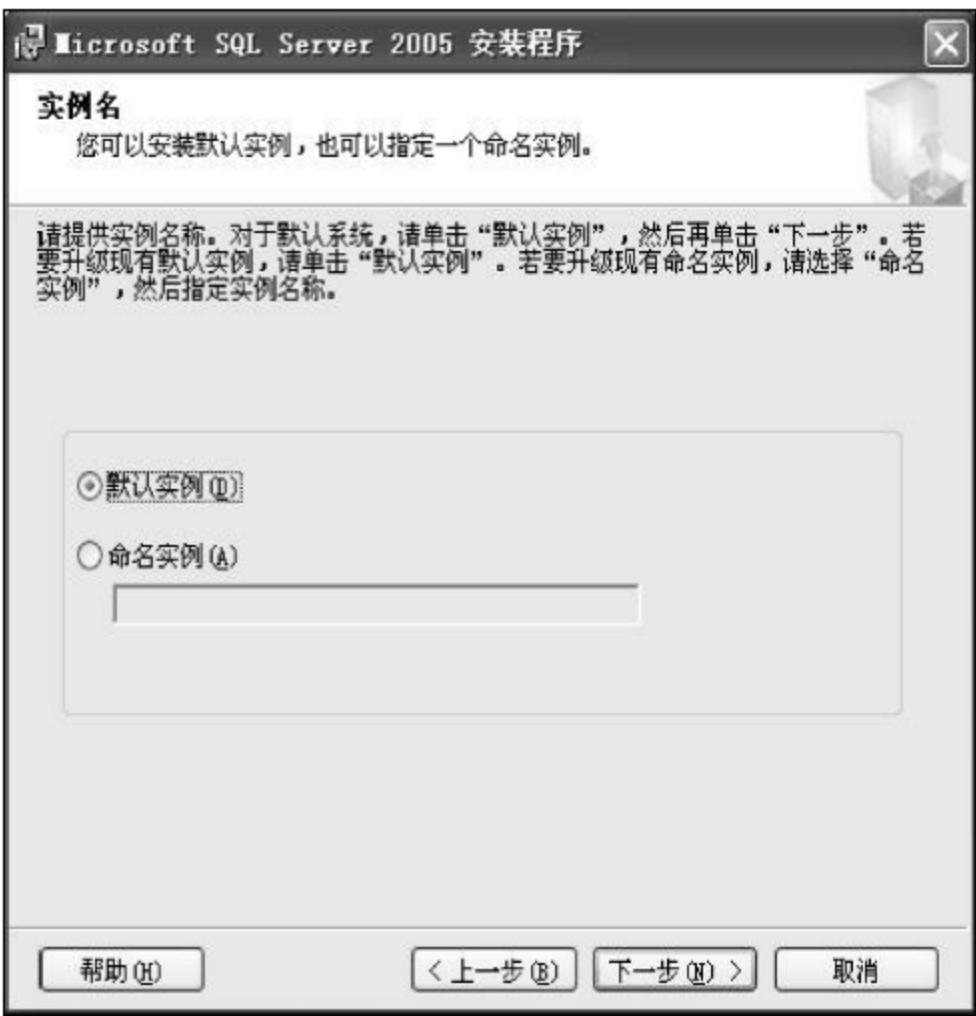 Microsoft SQL Server 2005 安装程序
实例名
您可以安装默认实例，也可以指定一个命名实例。
请提供实例名称。对于默认系统，请单击“默认实例”，然后再单击“下一步”。若
要升级现有默认实例，请单击“默认实例”。若要升级现有命名实例，请选择“命名
实例”，然后指定实例名称。
默认实例(D)
命名实例(A)
帮助(H)
<上一步(B)
下一步(N)>
取消